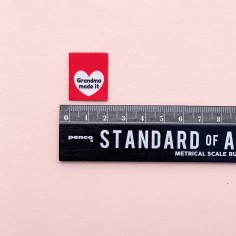 Grandma
made it
0 1 2 3 4 5 6 7 8
penco
STANDARD OF A
METRICAL SCALE RU